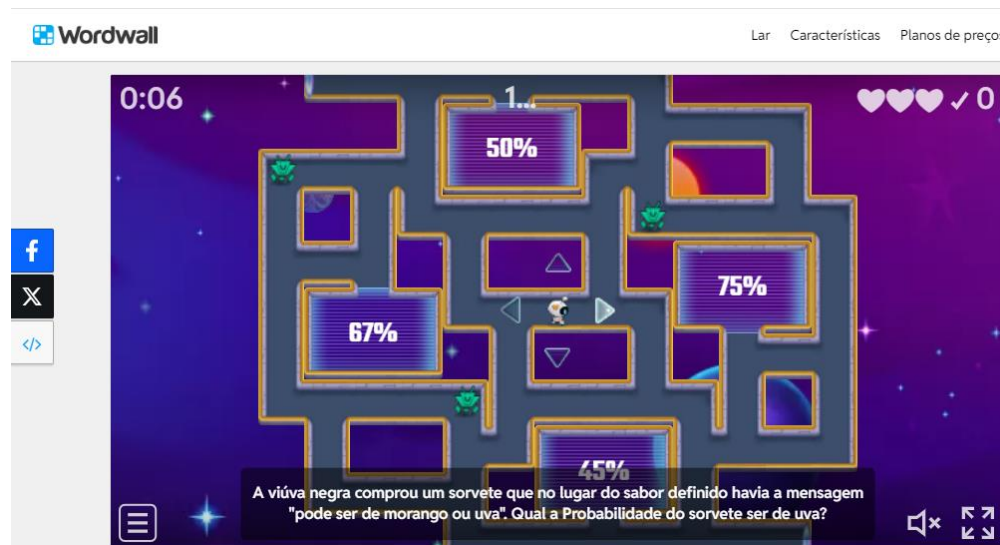 Wordwall
Lar Características Planos de preço
0:06
1...
✓ 0
50%
75%
67%
45%
A viúva negra comprou um sorvete que no lugar do sabor definido havia a mensagem
"pode ser de morango ou uva". Qual a Probabilidade do sorvete ser de uva?
f
X
</>